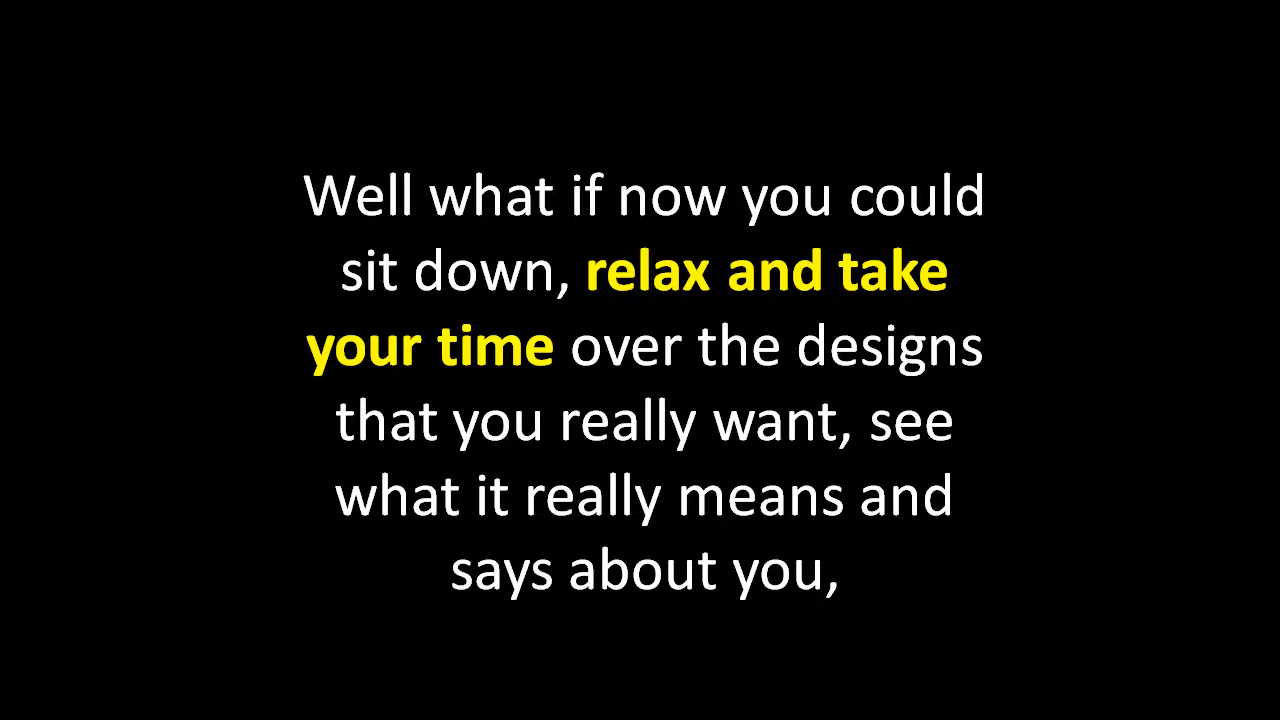 Well what if now you could
sit down, relax and take
your time over the designs
that you really want, see
what it really means and
says about you,